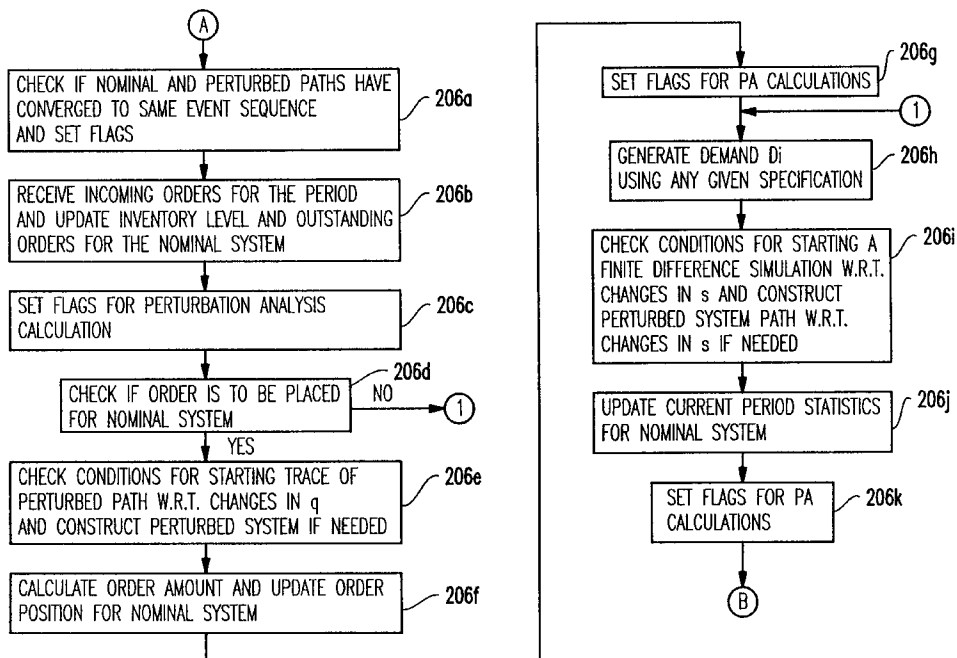 A
CHECK IF NOMINAL AND PERTURBED PATHS HAVE
CONVERGED TO SAME EVENT SEQUENCE
AND SET FLAGS
206a
RECEIVE INCOMING ORDERS FOR THE PERIOD
AND UPDATE INVENTORY LEVEL AND OUTSTANDING
ORDERS FOR THE NOMINAL SYSTEM
206b
SET FLAGS FOR PERTURBATION ANALYSIS
CALCULATION
206c
CHECK IF ORDER IS TO BE PLACED
FOR NOMINAL SYSTEM
206d
NO
1
YES
CHECK CONDITIONS FOR STARTING TRACE OF
PERTURBED PATH W.R.T. CHANGES IN q
AND CONSTRUCT PERTURBED SYSTEM IF NEEDED
206e
CALCULATE ORDER AMOUNT AND UPDATE ORDER
POSITION FOR NOMINAL SYSTEM
206f
SET FLAGS FOR PA CALCULATIONS
206g
1
GENERATE DEMAND Di
USING ANY GIVEN SPECIFICATION
206h
CHECK CONDITIONS FOR STARTING A
FINITE DIFFERENCE SIMULATION W.R.T.
CHANGES IN s AND CONSTRUCT
PERTURBED SYSTEM PATH W.R.T.
CHANGES IN s IF NEEDED
206i
UPDATE CURRENT PERIOD STATISTICS
FOR NOMINAL SYSTEM
206j
SET FLAGS FOR PA
CALCULATIONS
206k
B